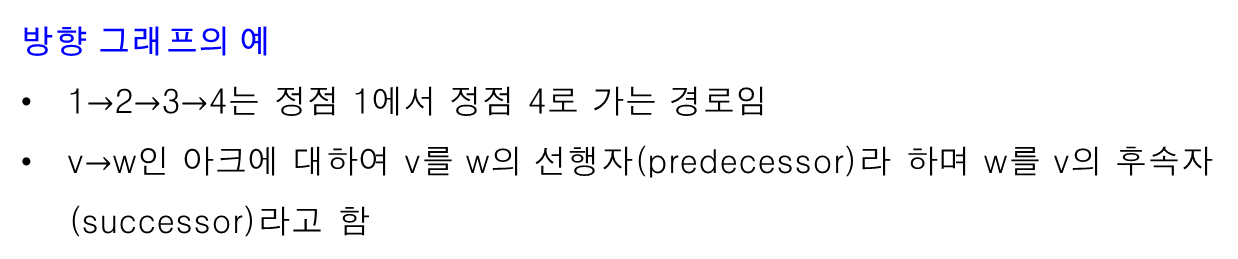 방향 그래프의 예
• 1→2→3→4는 정점 1에서 정점 4로 가는 경로임
• v→w인 아크에 대하여 v를 w의 선행자(predecessor)라 하며 w를 v의 후속자
(successor)라고 함